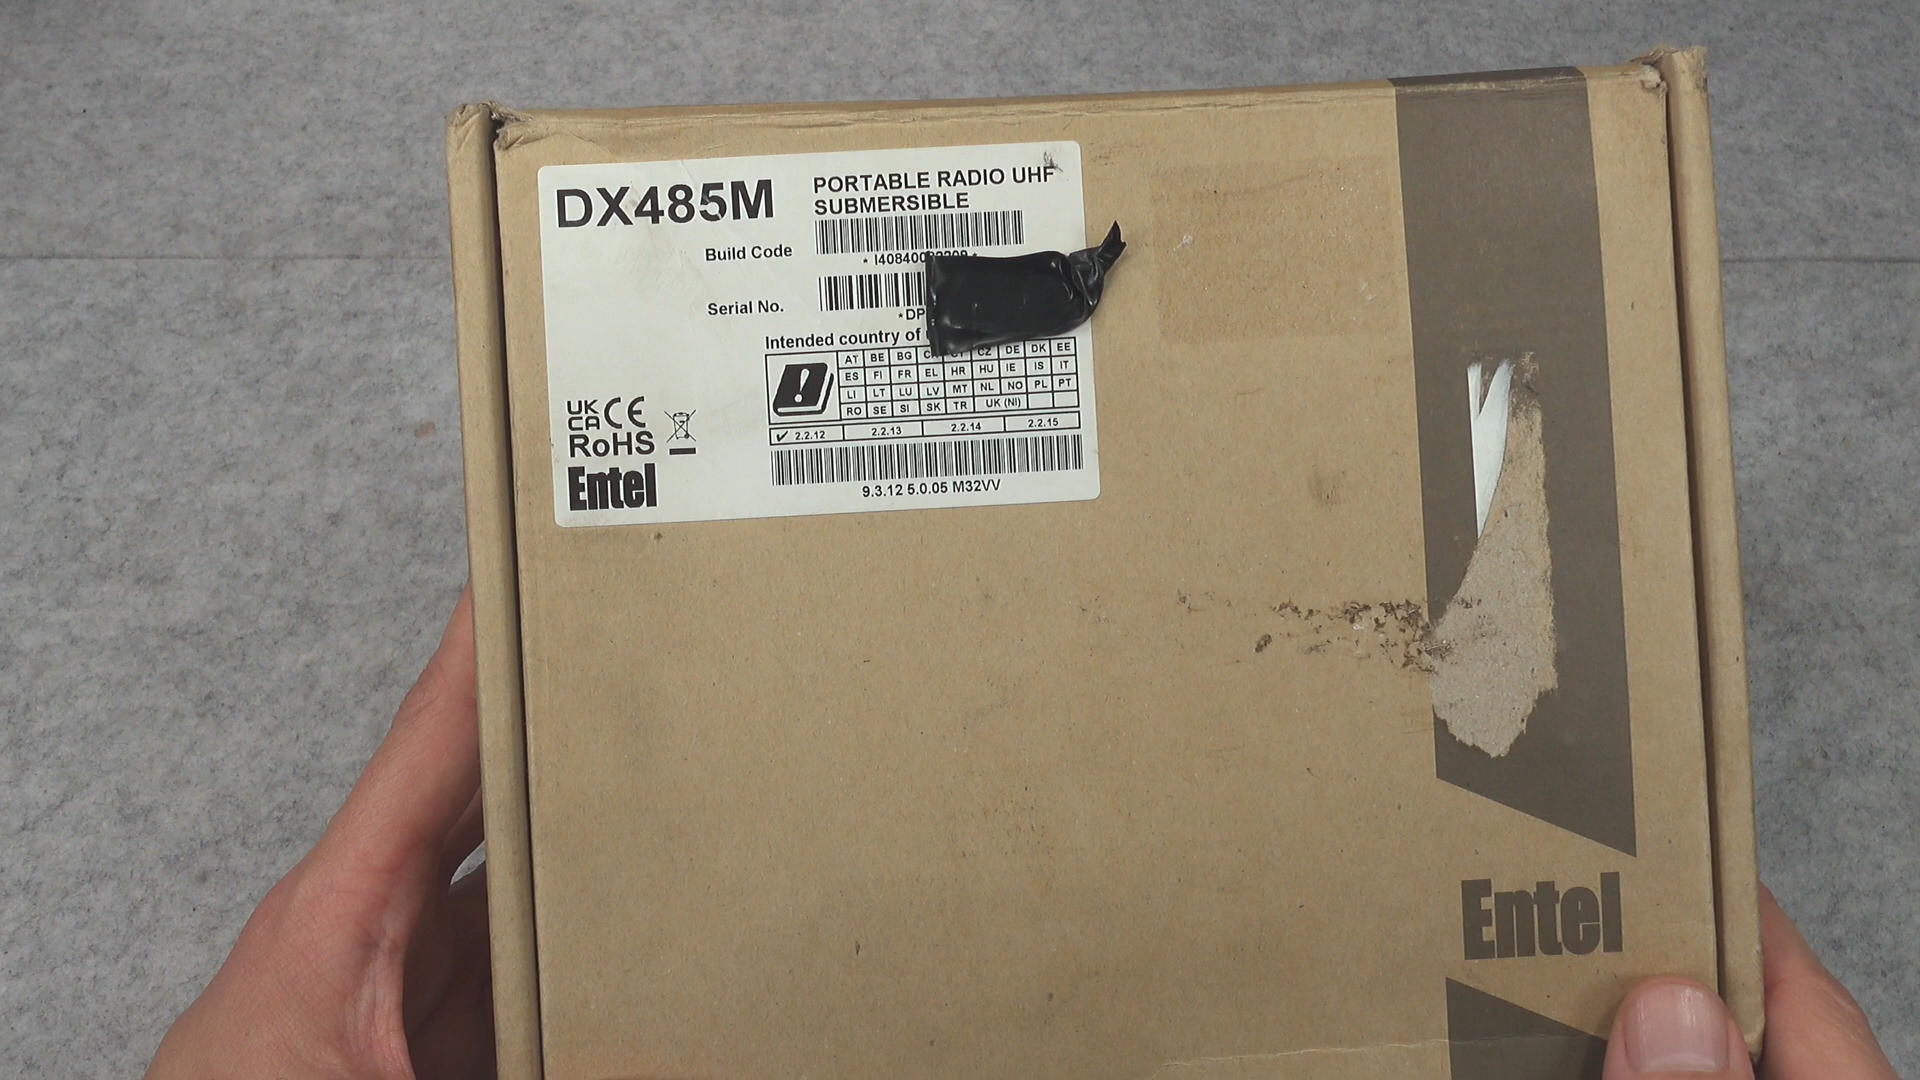 DX485M
PORTABLE RADIO UHF
SUBMERSIBLE
Build Code
Serial No.
*DP
Intended country of
AT BE BG CY CZ DE DK EE
ES FI FR EL HR HU IE IS IT
LI LT LU LV MT NL NO PL PT
RO SE SI SK TR UK (NI)
✓ 2.2.12 2.2.13 2.2.14 2.2.15
9.3.12 5.0.05 M32VV
UK
CA CE
RoHS
Entel
Entel